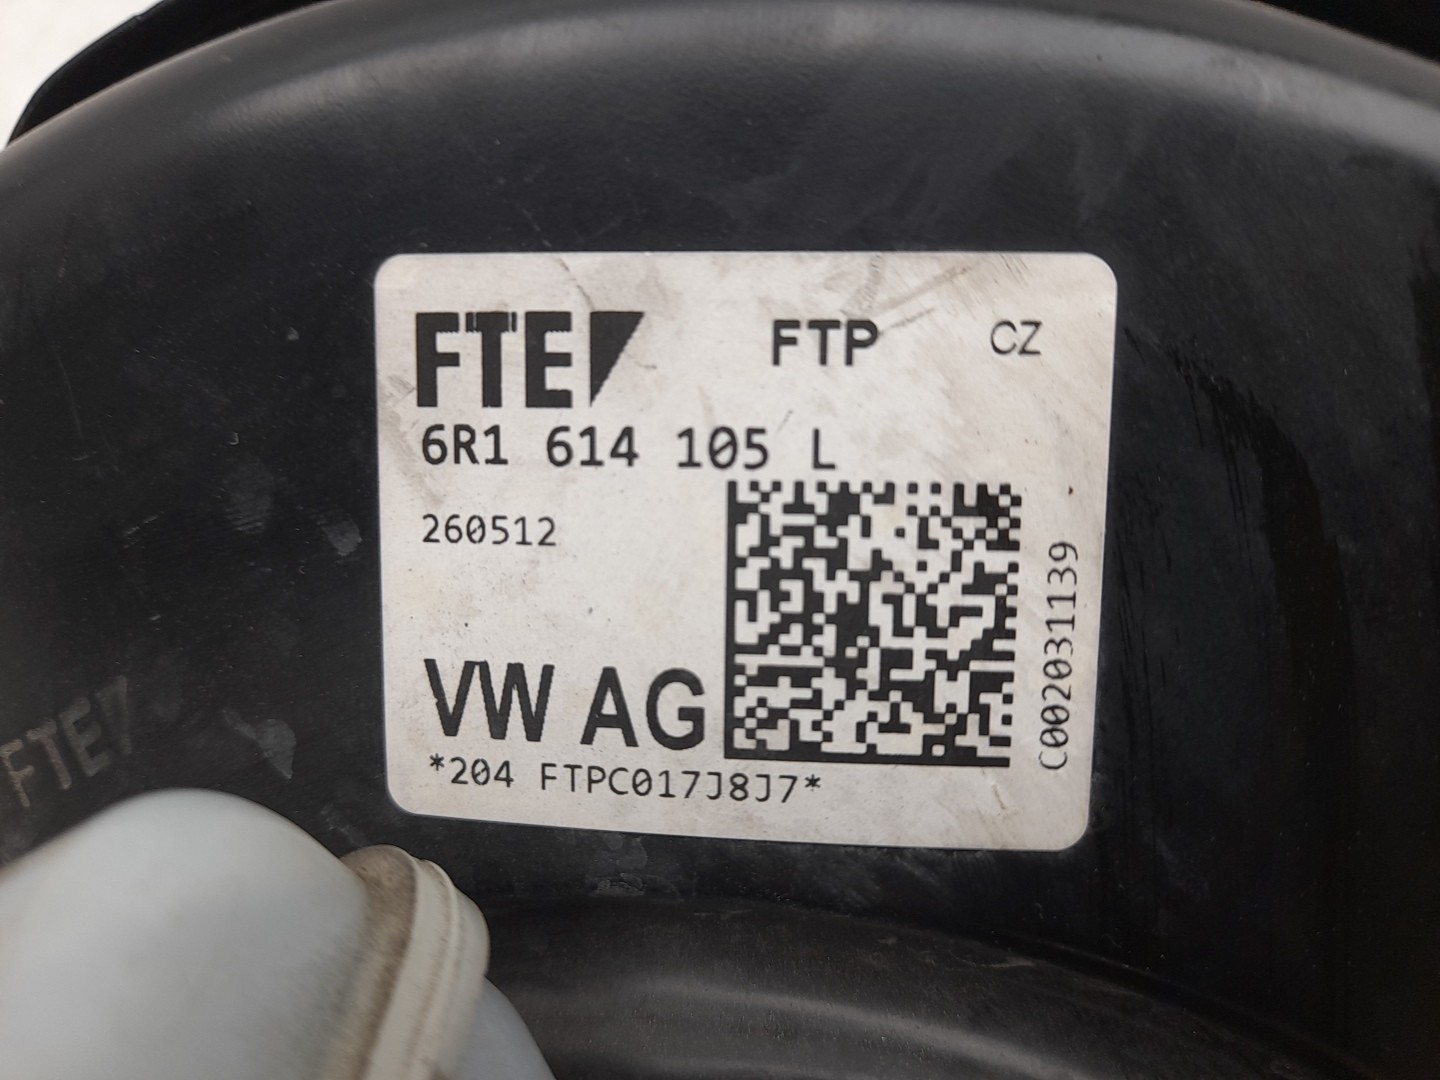 FTE FTP CZ
6R1 614 105 L
260512
VW AG
*204 FTPC017J8J7*
C002031139
FTE